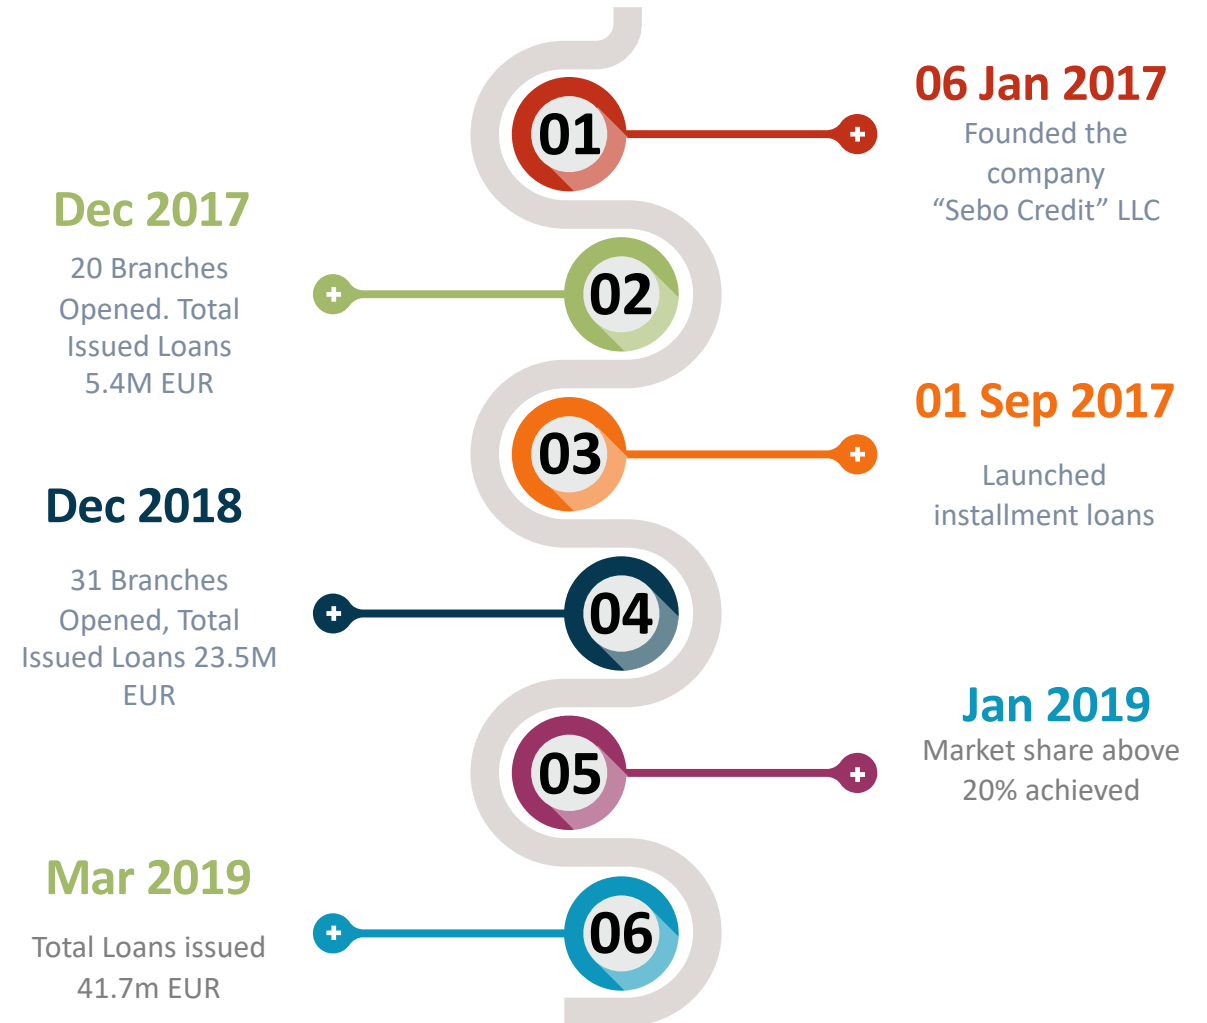 01
06 Jan 2017
Founded the
company
“Sebo Credit” LLC
Dec 2017
20 Branches
Opened. Total
Issued Loans
5.4M EUR
02
03
01 Sep 2017
Launched
installment loans
Dec 2018
31 Branches
Opened, Total
Issued Loans 23.5M
EUR
04
05
Jan 2019
Market share above
20% achieved
Mar 2019
Total Loans issued
41.7m EUR
06